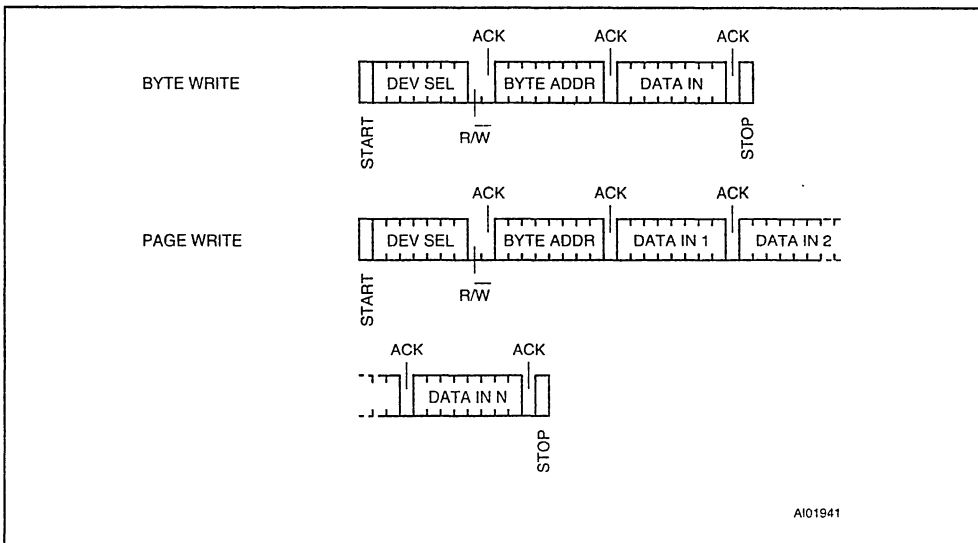 ACK ACK ACK
BYTE WRITE DEV SEL BYTE ADDR DATA IN
START R/W STOP
ACK ACK ACK
PAGE WRITE DEV SEL BYTE ADDR DATA IN 1 DATA IN 2
START R/W
ACK ACK
DATA IN N
STOP
AI01941